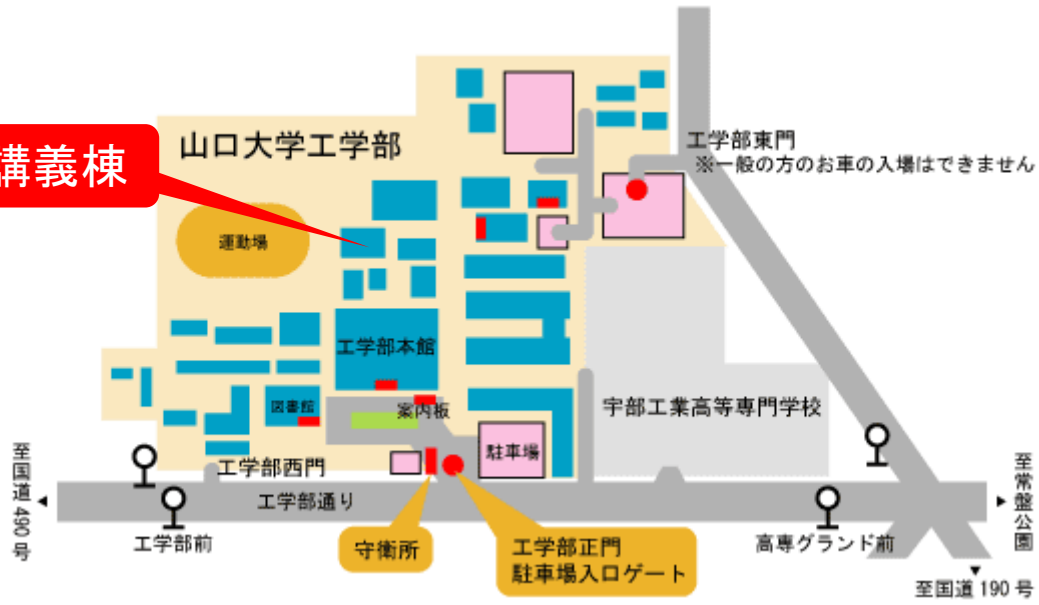 山口大学工学部
工学部東門
※一般の方のお車の入場はできません
講義棟
運動場
工学部本館
図書館
案内板
宇部工業高等専門学校
駐車場
工学部西門
工学部通り
至国道490号
至常盤公園
工学部前
守衛所
工学部正門
駐車場入口ゲート
高専グランド前
至国道190号